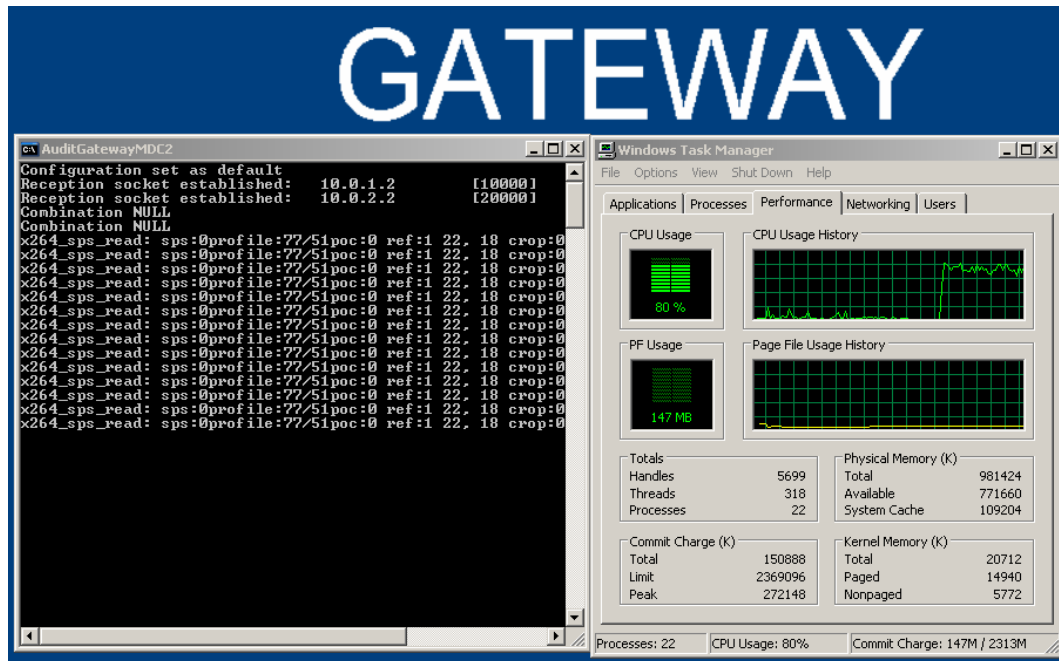 GATEWAY
AuditGatewayMDC2
Configuration set as default
Reception socket established: 10.0.1.2 [10000]
Reception socket established: 10.0.2.2 [20000]
Combination NULL
Combination NULL
x264_sps_read: sps:0profile:77/51poc:0 ref:1 22, 18 crop:0
x264_sps_read: sps:0profile:77/51poc:0 ref:1 22, 18 crop:0
x264_sps_read: sps:0profile:77/51poc:0 ref:1 22, 18 crop:0
x264_sps_read: sps:0profile:77/51poc:0 ref:1 22, 18 crop:0
x264_sps_read: sps:0profile:77/51poc:0 ref:1 22, 18 crop:0
x264_sps_read: sps:0profile:77/51poc:0 ref:1 22, 18 crop:0
x264_sps_read: sps:0profile:77/51poc:0 ref:1 22, 18 crop:0
x264_sps_read: sps:0profile:77/51poc:0 ref:1 22, 18 crop:0
x264_sps_read: sps:0profile:77/51poc:0 ref:1 22, 18 crop:0
x264_sps_read: sps:0profile:77/51poc:0 ref:1 22, 18 crop:0
x264_sps_read: sps:0profile:77/51poc:0 ref:1 22, 18 crop:0
x264_sps_read: sps:0profile:77/51poc:0 ref:1 22, 18 crop:0
x264_sps_read: sps:0profile:77/51poc:0 ref:1 22, 18 crop:0
x264_sps_read: sps:0profile:77/51poc:0 ref:1 22, 18 crop:0
Windows Task Manager
File Options View Shut Down Help
Applications Processes Performance Networking Users
CPU Usage CPU Usage History
80 %
PF Usage Page File Usage History
147 MB
Totals
Handles 5699
Threads 318
Processes 22
Physical Memory (K)
Total 981424
Available 771660
System Cache 109204
Commit Charge (K)
Total 150888
Limit 2369096
Peak 272148
Kernel Memory (K)
Total 20712
Paged 14940
Nonpaged 5772
Processes: 22 CPU Usage: 80% Commit Charge: 147M / 2313M